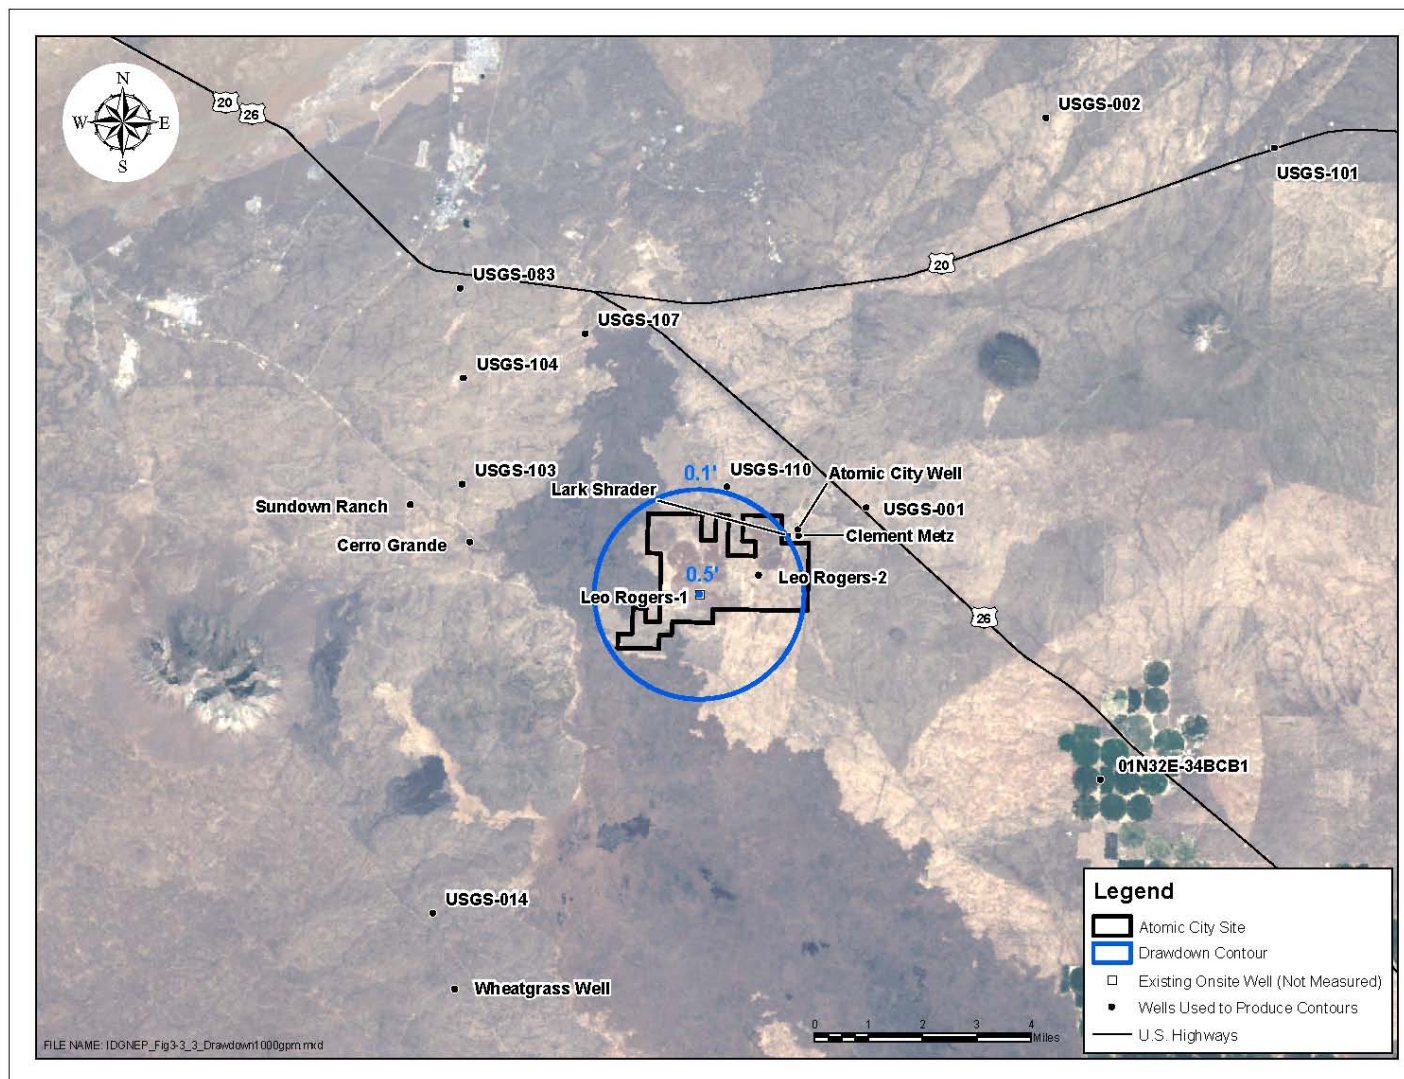 N
W E
S
20
26
USGS-002
USGS-101
20
USGS-083
USGS-107
USGS-104
USGS-103
0.1'
USGS-110
Atomic City Well
Lark Shrader
Sundown Ranch
USGS-001
Clement Metz
Cerro Grande
0.5'
Leo Rogers-2
Leo Rogers-1
26
01N32E-34BCB1
USGS-014
Wheatgrass Well
Legend
Atomic City Site
Drawdown Contour
Existing Onsite Well (Not Measured)
Wells Used to Produce Contours
U.S. Highways
0 1 2 3 4
Miles
FILE NAME: IDGNEP_Fig3-3_3_Drawdown1000gpm.mxd